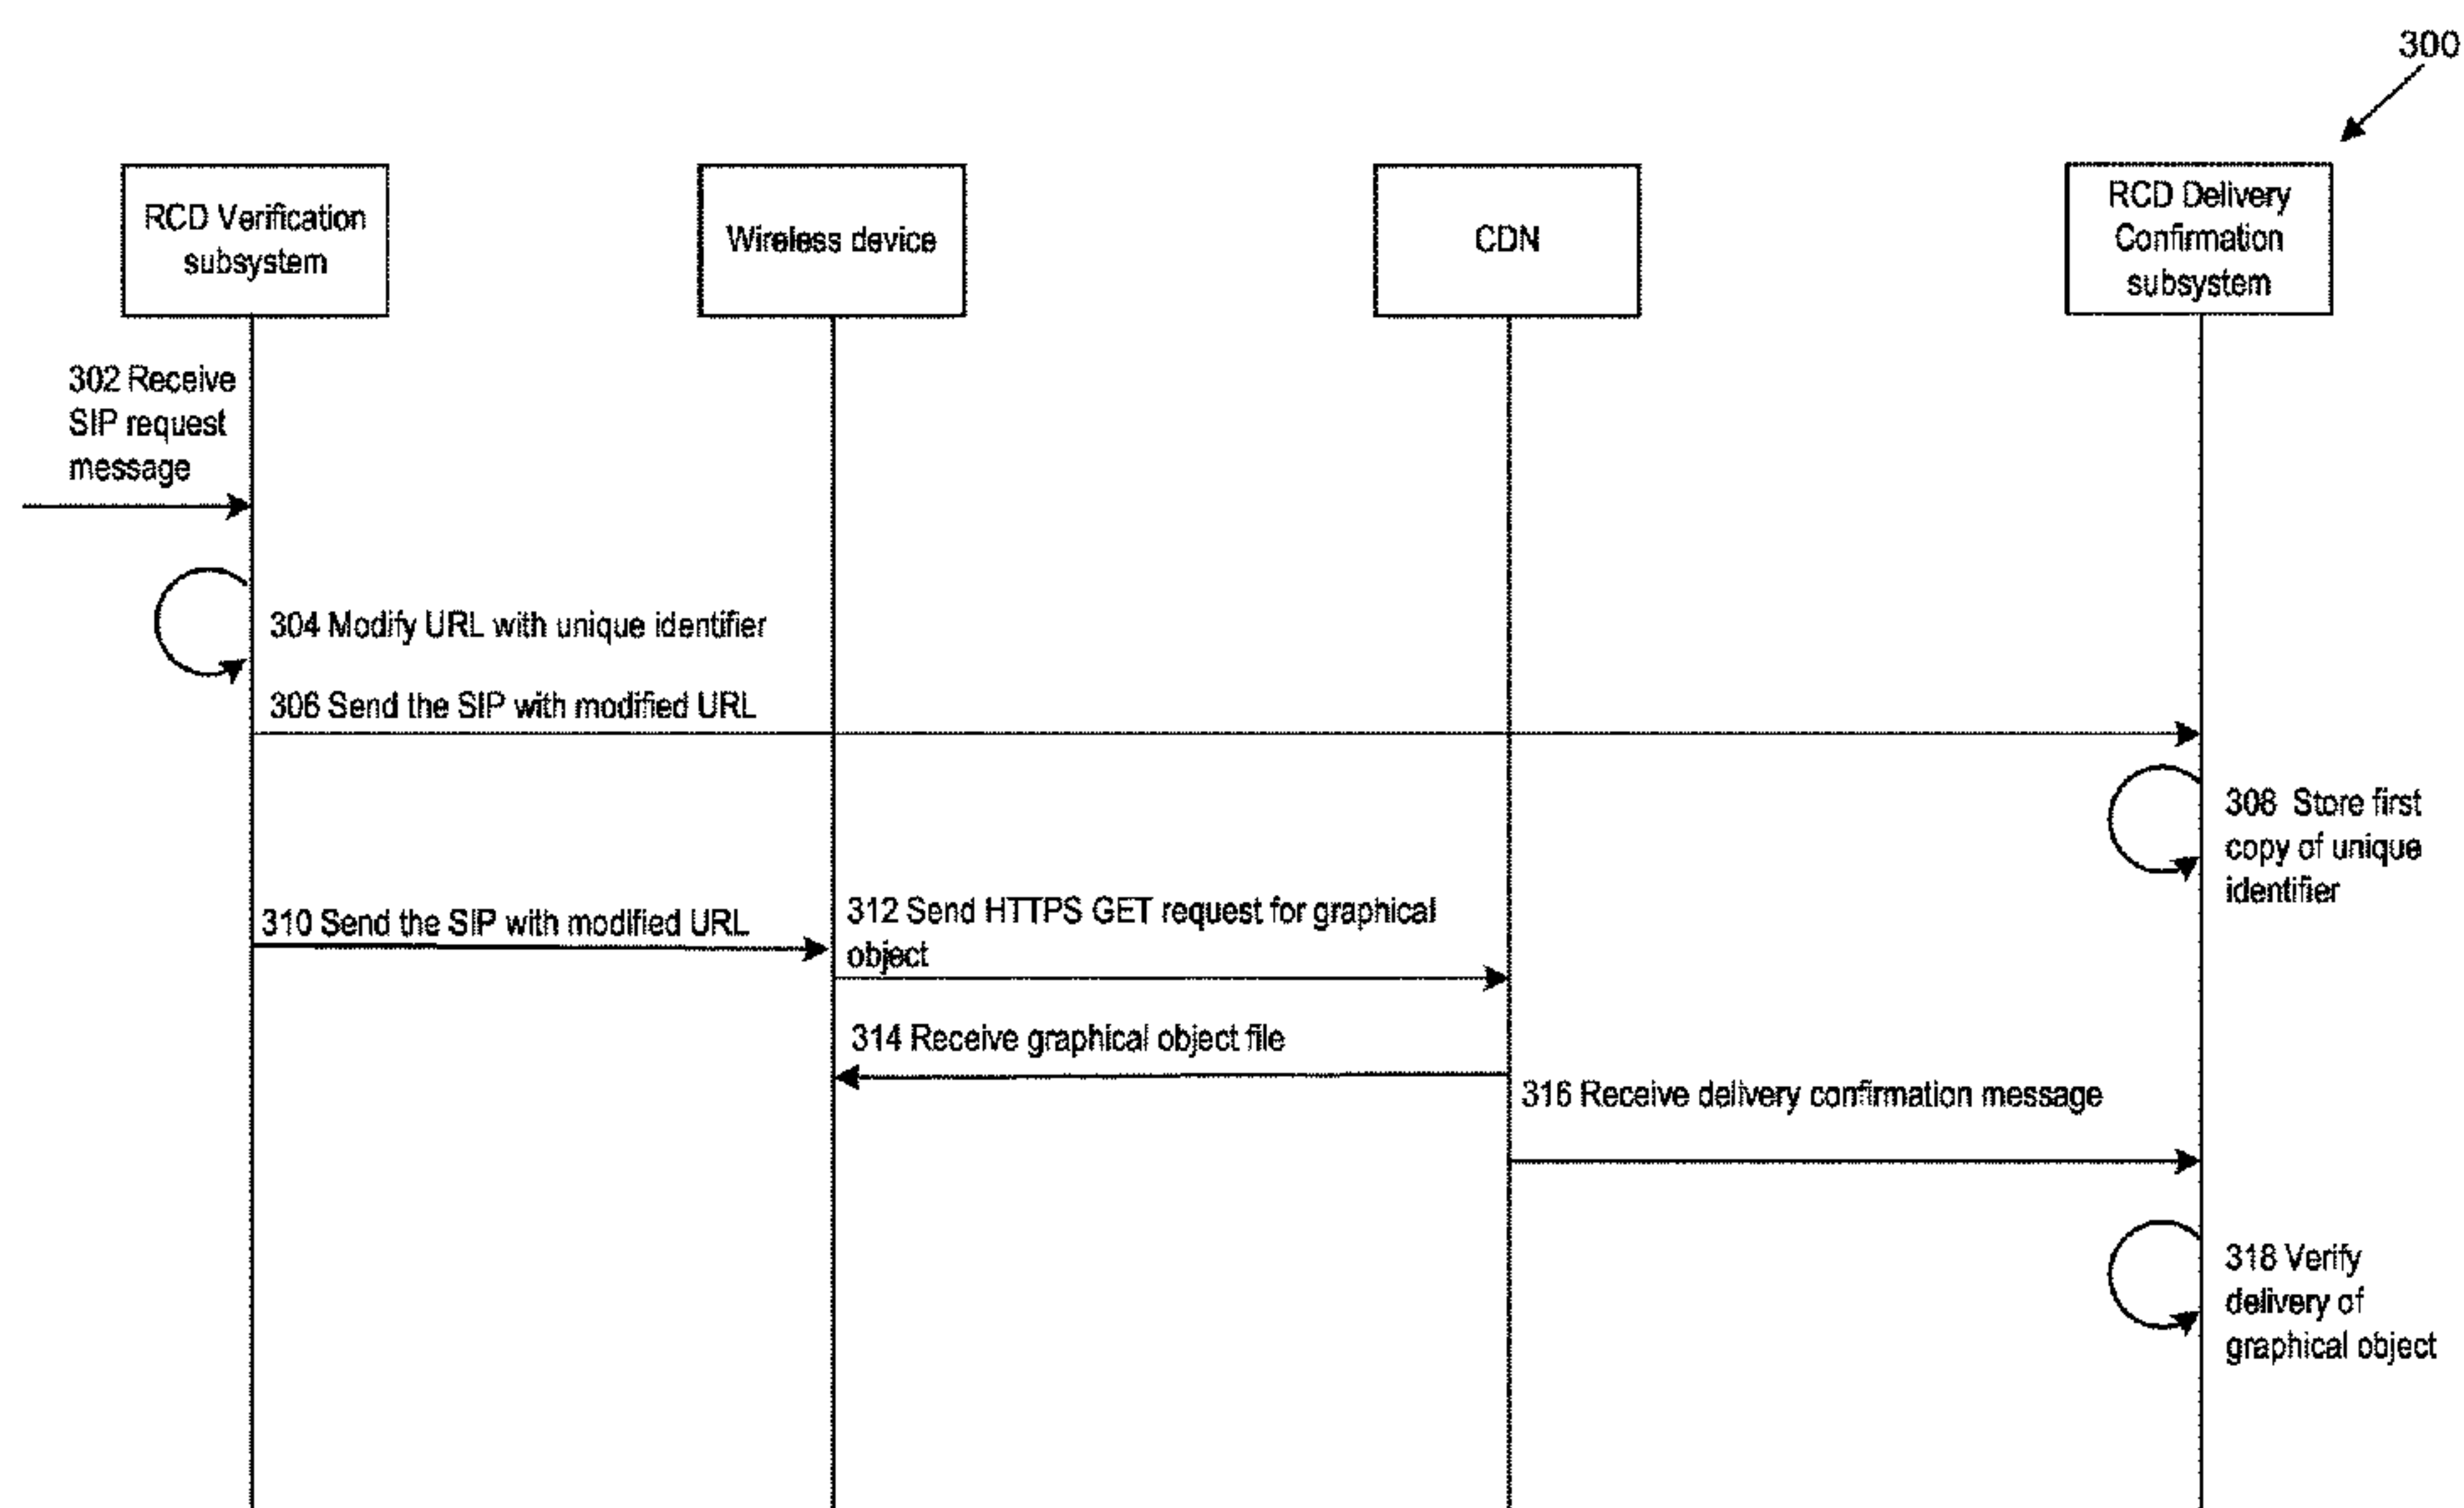 300
RCD Verification
subsystem
Wireless device
CDN
RCD Delivery
Confirmation
subsystem
302 Receive
SIP request
message
304 Modify URL with unique identifier
306 Send the SIP with modified URL
308 Store first
copy of unique
identifier
310 Send the SIP with modified URL
312 Send HTTPS GET request for graphical
object
314 Receive graphical object file
316 Receive delivery confirmation message
318 Verify
delivery of
graphical object